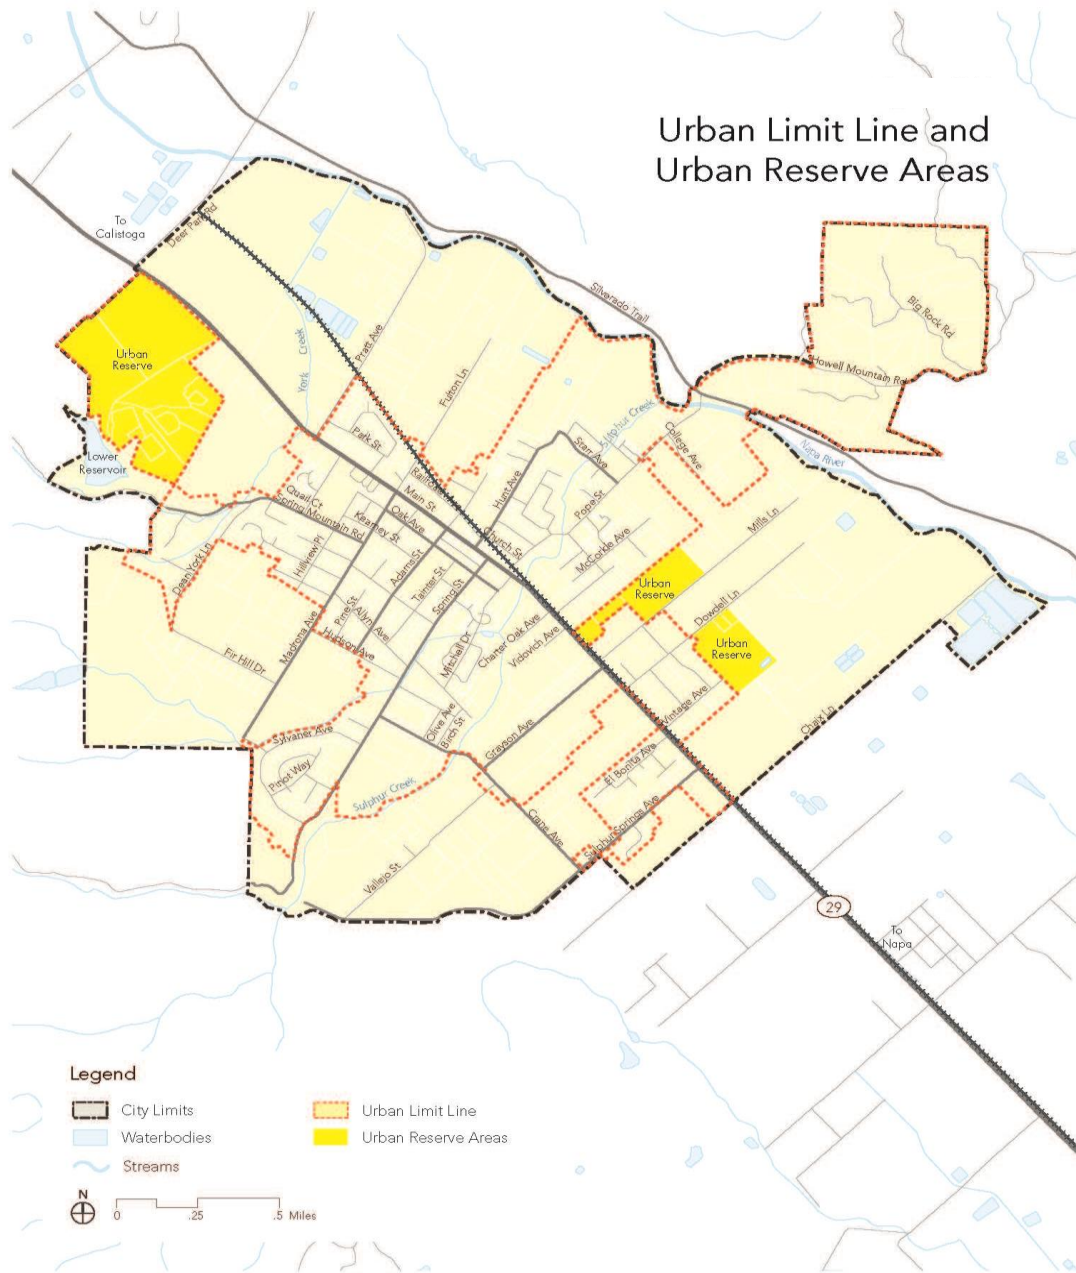 Urban Limit Line and
Urban Reserve Areas
To
Calistoga
Deer Park Rd
Silverado Trail
Big Rock Rd
Howell Mountain Rd
Urban
Reserve
York Creek
Pratt Ave
Fulton Ln
Sulphur Creek
College Ave
Napa River
Lower
Reservoir
Park St
Starr Ave
Hunt Ave
Pope St
Quail Ct
Spring Mountain Rd
Main St
Oak Ave
Kearney St
Church St
McCorkle Ave
Mills Ln
Dean York Ln
Hillview Pl
Adams St
Tainter St
Spring St
Urban
Reserve
Dowdell Ln
Pine St
Allyn Ave
Hudson Ave
Madrona Ave
Mitchell Dr
Charter Oak Ave
Vidovich Ave
Urban
Reserve
Fir Hill Dr
Vintage Ave
Chaix Ln
Olive Ave
Birch St
Grayson Ave
Sylvaner Ave
El Bonita Ave
Pinot Way
Sulphur Creek
Crane Ave
Sulphur Springs Ave
Vallejo St
29
To
Napa
Legend
City Limits
Urban Limit Line
Waterbodies
Urban Reserve Areas
Streams
N
0 .25 .5 Miles